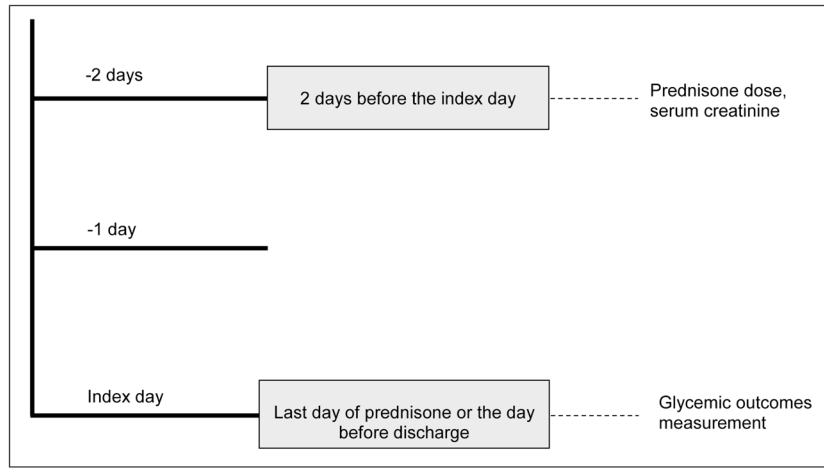 -2 days
2 days before the index day
Prednisone dose,
serum creatinine
-1 day
Index day
Last day of prednisone or the day
before discharge
Glycemic outcomes
measurement